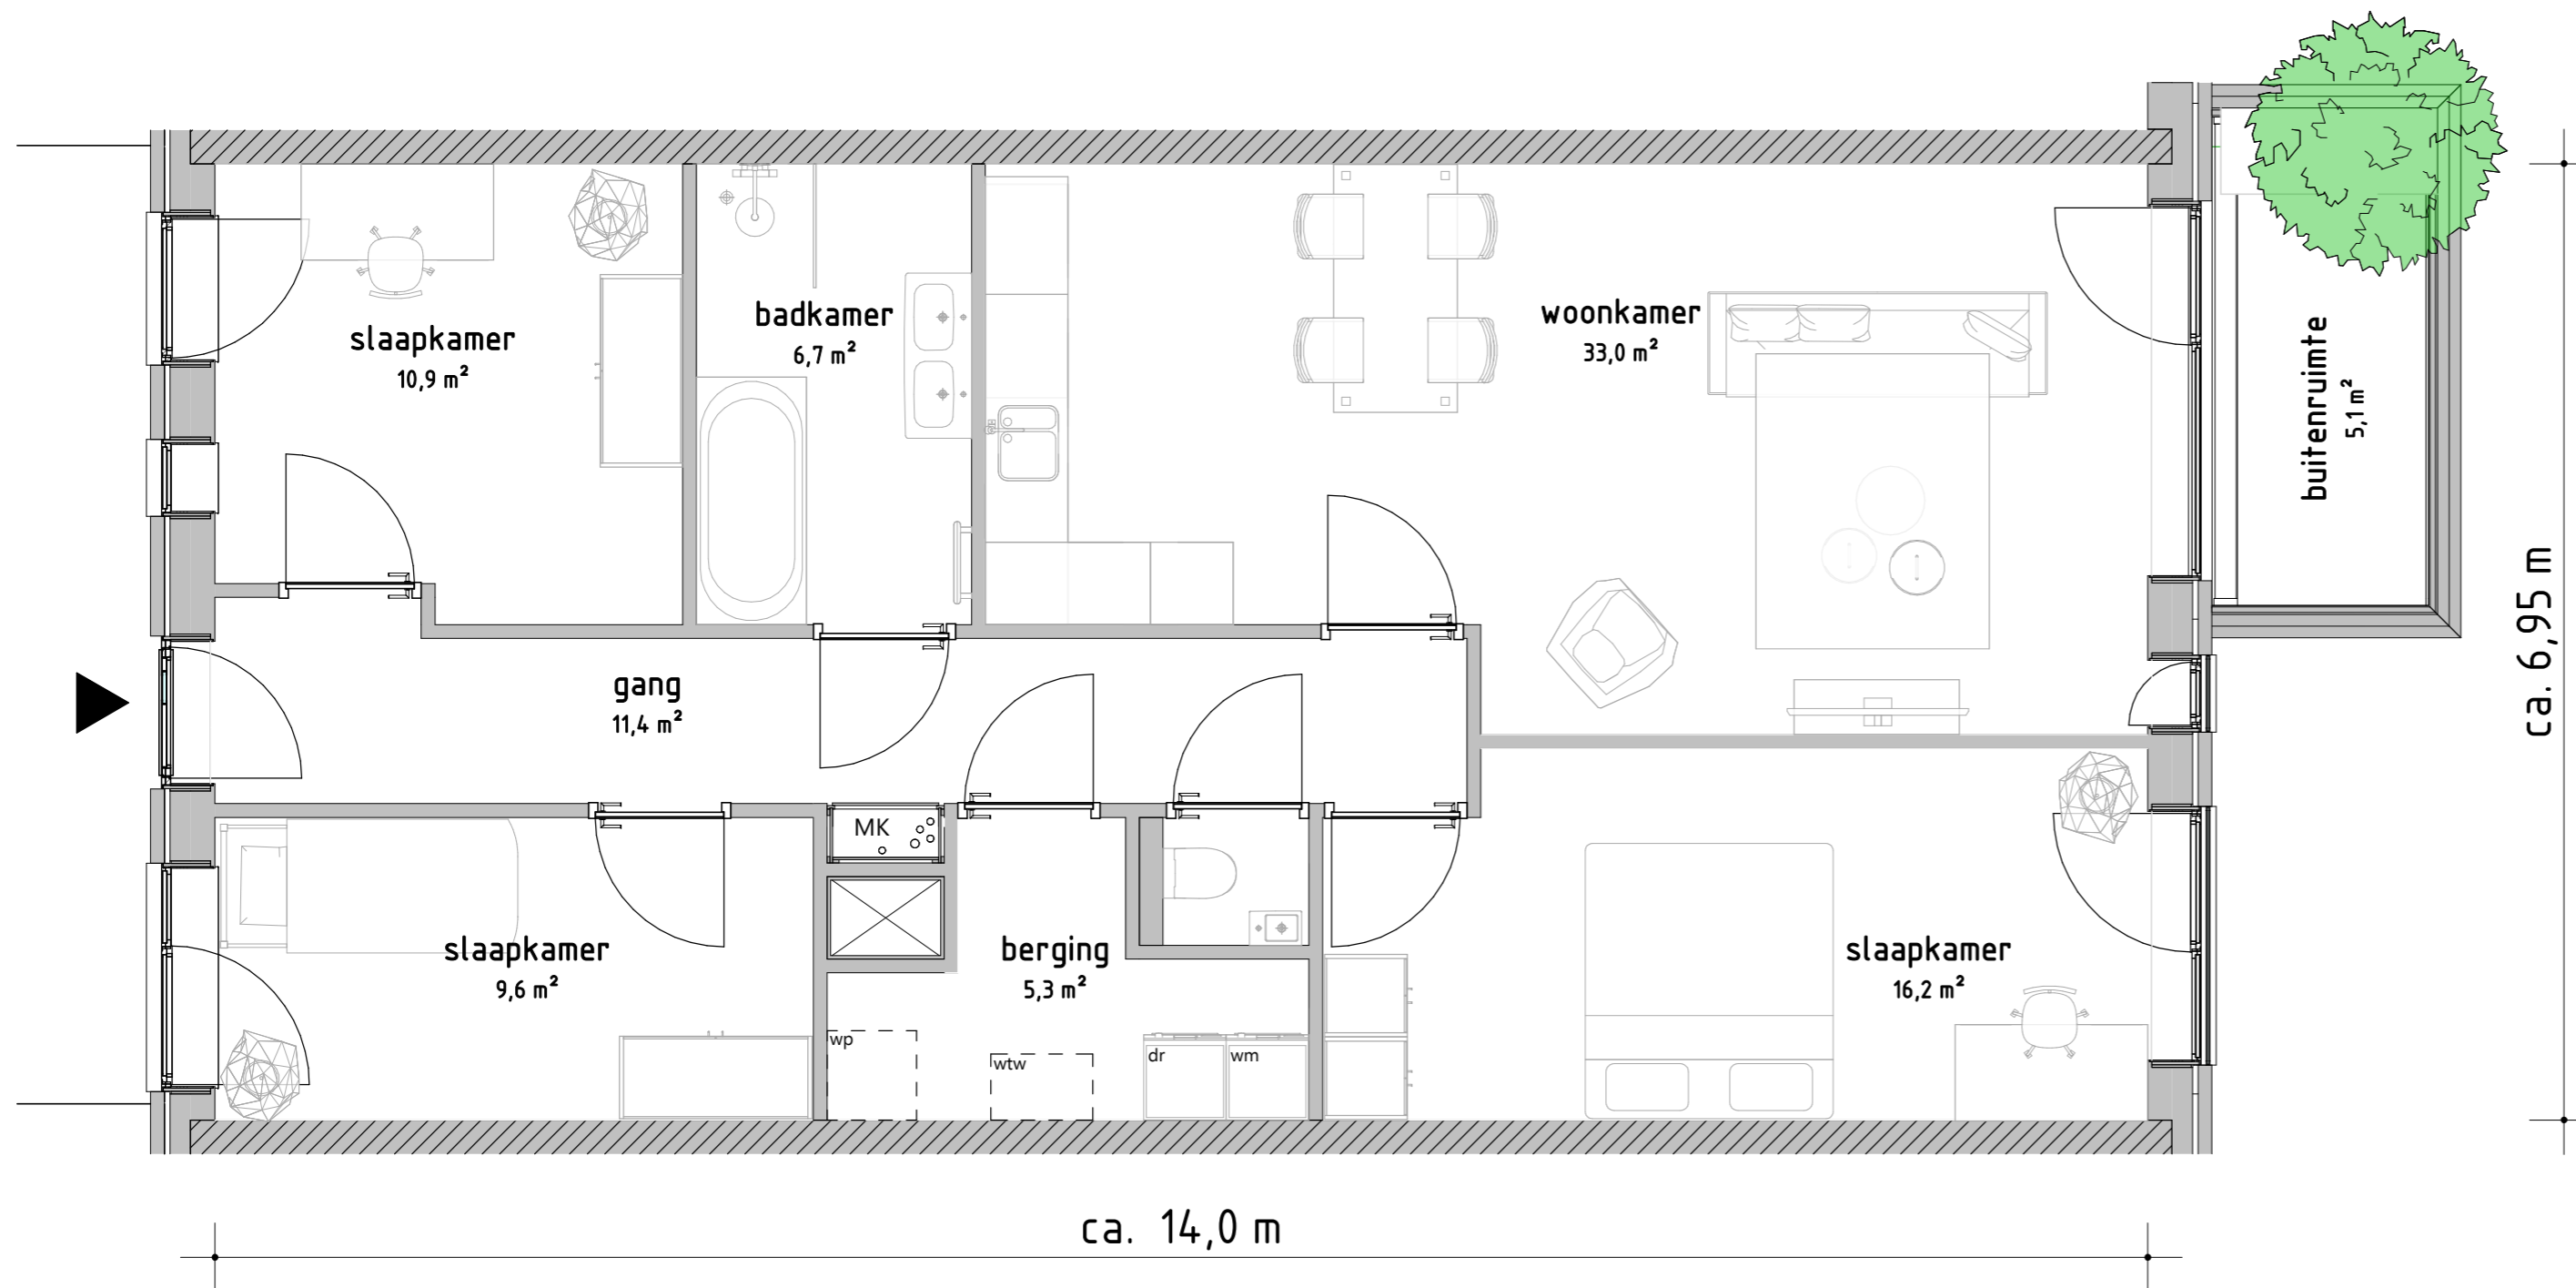 slaapkamer
10,9 m²
badkamer
6,7 m²
woonkamer
33,0 m²
buitenruimte
5,1 m²
ca. 6,95 m
gang
11,4 m²
MK
slaapkamer
9,6 m²
berging
5,3 m²
slaapkamer
16,2 m²
wp
wtw
dr
wm
ca. 14,0 m